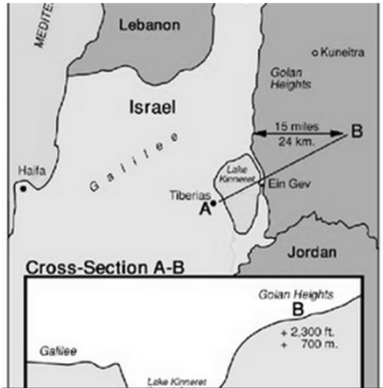 MEDITE
Lebanon
Kuneitra
Golan
Heights
Israel
15 miles
24 km.
B
Galilee
Lake
Kinneret
Haifa
Ein Gev
Tiberias
A
Jordan
Cross-Section A-B
Golan Heights
B
+ 2,300 ft.
+ 700 m.
Galilee
Lake Kinneret